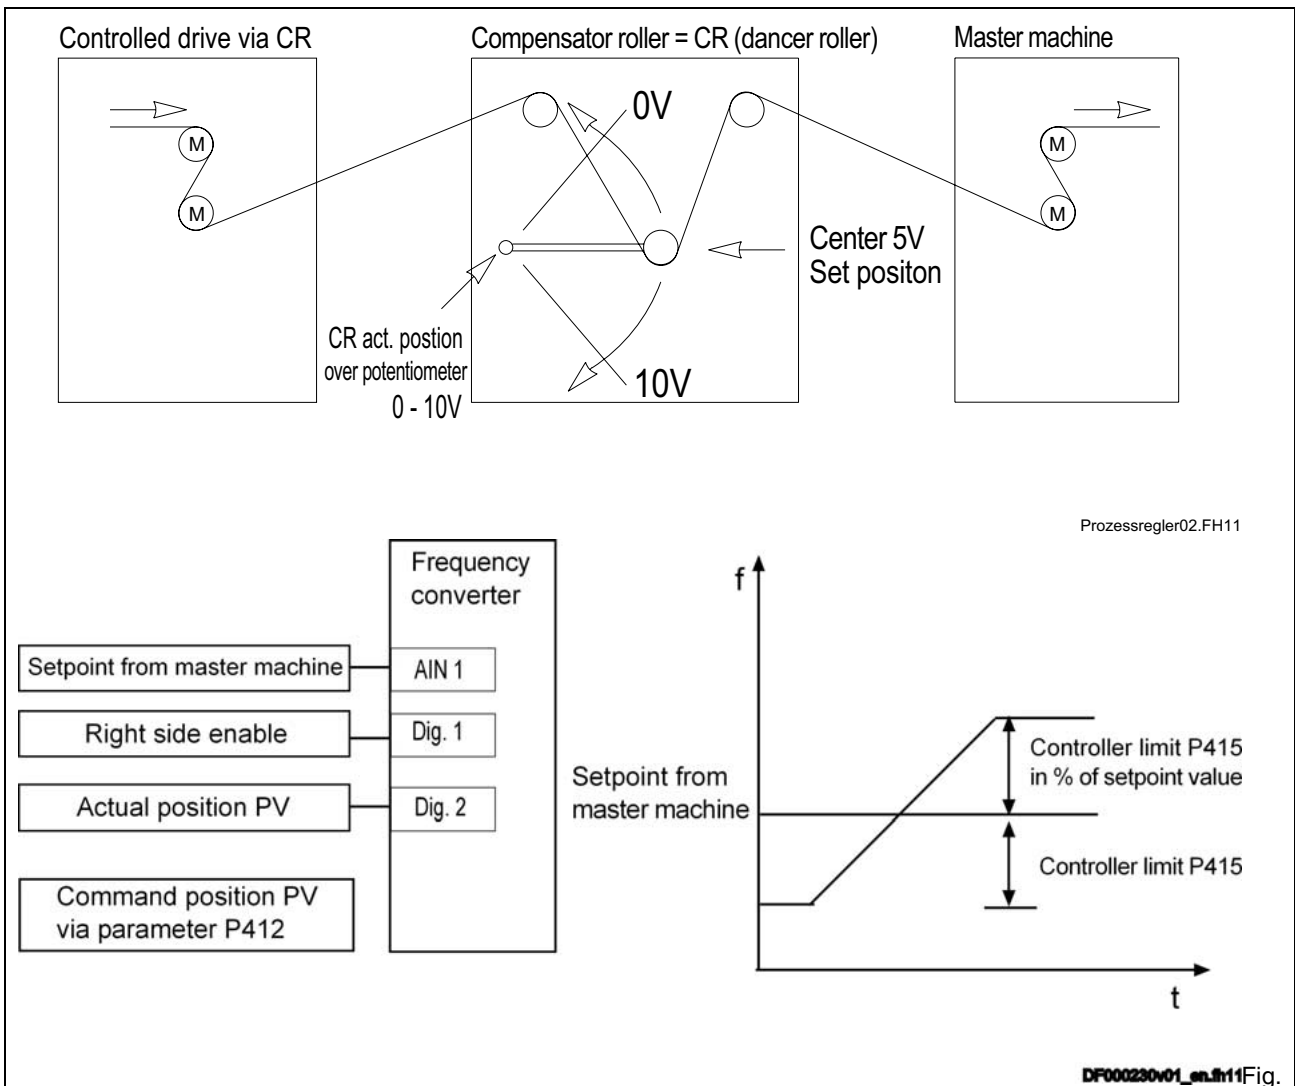 Controlled drive via CR
Compensator roller = CR (dancer roller)
Master machine
M
M
0V
M
M
Center 5V
Set positon
CR act. postion
over potentiometer
0 - 10V
10V
Prozessregler02.FH11
Frequency
converter
Setpoint from master machine
AIN 1
Right side enable
Dig. 1
Actual position PV
Dig. 2
Command position PV
via parameter P412
f
Setpoint from
master machine
Controller limit P415
in % of setpoint value
Controller limit P415
t
DF000230v01_en.fh11Fig.